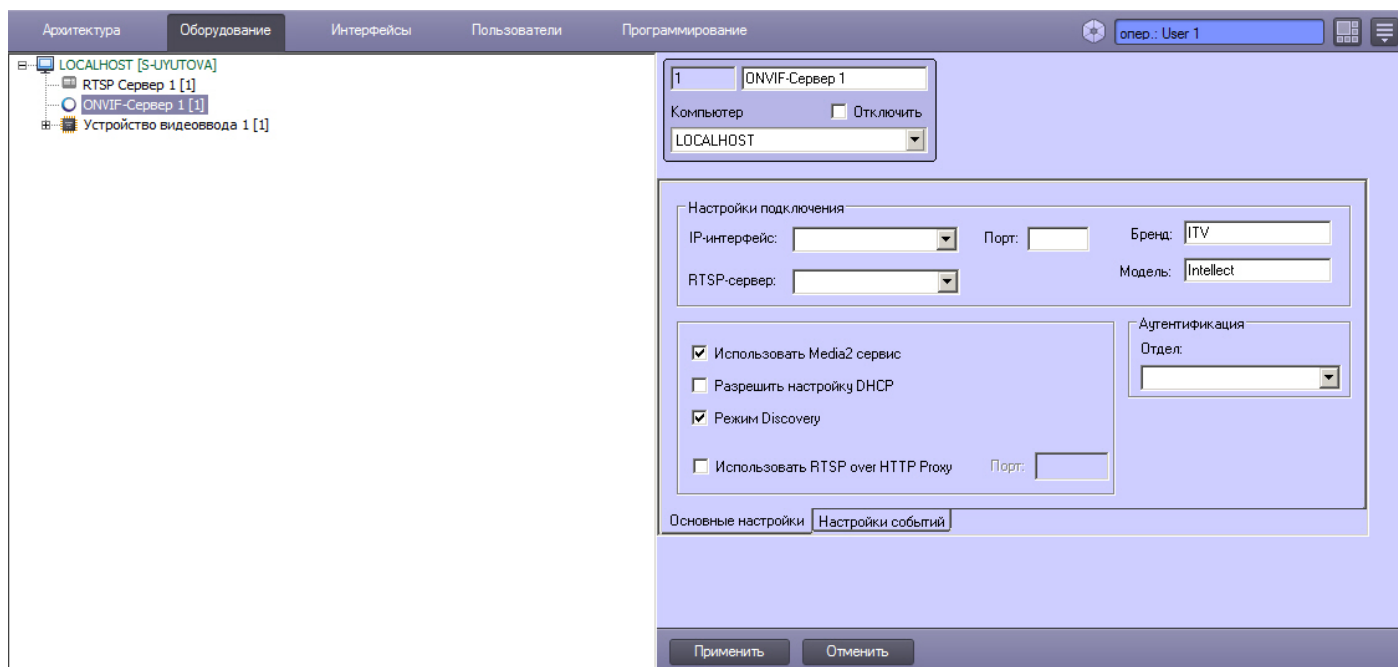 Архитектура Оборудование Интерфейсы Пользователи Программирование опер.: User 1
LOCALHOST [S-UYUTOVA]
RTSP Сервер 1 [1]
ONVIF-Сервер 1 [1]
Устройство видеоввода 1 [1]
1 ONVIF-Сервер 1
Компьютер Отключить
LOCALHOST
Настройки подключения
IP-интерфейс: Порт: Бренд: ITV
RTSP-сервер: Модель: Intellect
Аутентификация
Отдел:
Использовать Media2 сервис
Разрешить настройку DHCP
Режим Discovery
Использовать RTSP over HTTP Proxy Порт:
Основные настройки Настройки событий
Применить Отменить